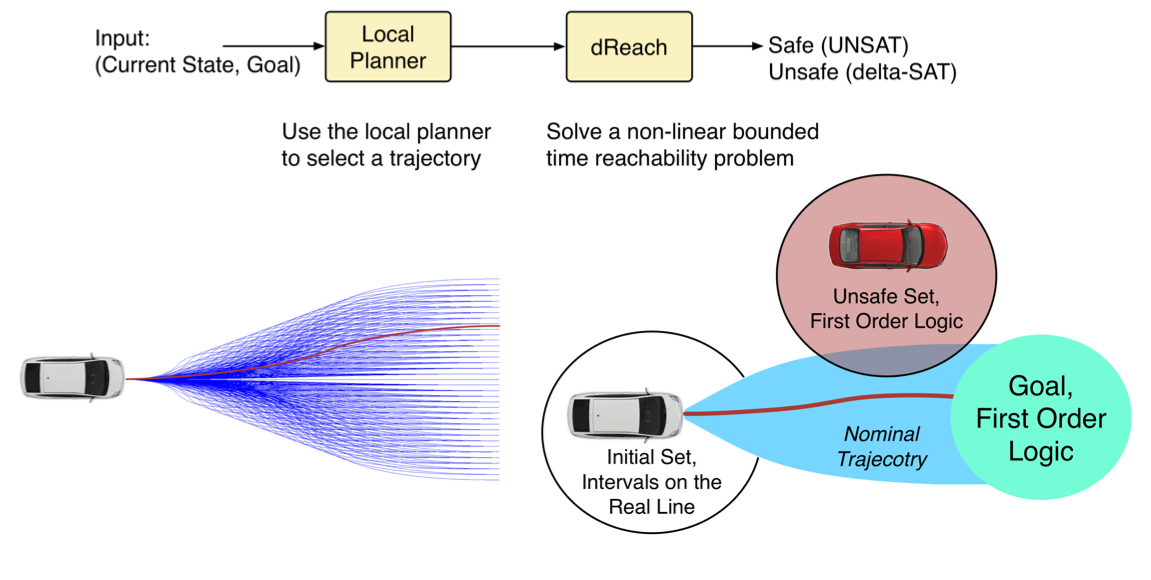 Input:
(Current State, Goal)
Local
Planner
dReach
Safe (UNSAT)
Unsafe (delta-SAT)
Use the local planner
to select a trajectory
Solve a non-linear bounded
time reachability problem
Unsafe Set,
First Order Logic
Goal,
First Order
Logic
Nominal
Trajecotry
Initial Set,
Intervals on the
Real Line